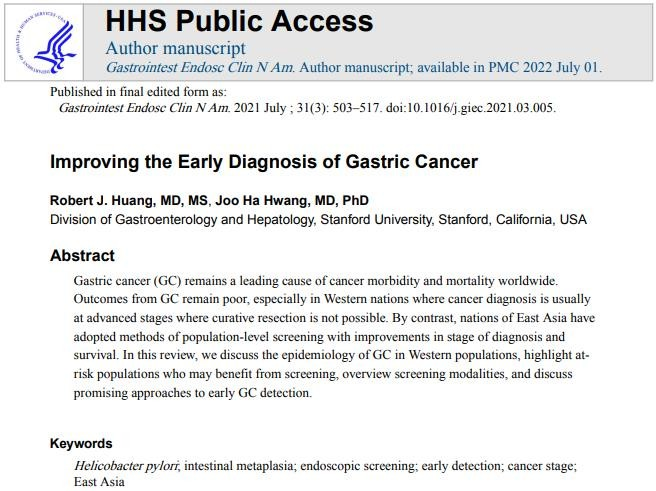 HHS Public Access
Author manuscript
Gastrointest Endosc Clin N Am. Author manuscript; available in PMC 2022 July 01.
Published in final edited form as:
Gastrointest Endosc Clin N Am. 2021 July ; 31(3): 503–517. doi:10.1016/j.giec.2021.03.005.
Improving the Early Diagnosis of Gastric Cancer
Robert J. Huang, MD, MS, Joo Ha Hwang, MD, PhD
Division of Gastroenterology and Hepatology, Stanford University, Stanford, California, USA
Abstract
Gastric cancer (GC) remains a leading cause of cancer morbidity and mortality worldwide.
Outcomes from GC remain poor, especially in Western nations where cancer diagnosis is usually
at advanced stages where curative resection is not possible. By contrast, nations of East Asia have
adopted methods of population-level screening with improvements in stage of diagnosis and
survival. In this review, we discuss the epidemiology of GC in Western populations, highlight at-
risk populations who may benefit from screening, overview screening modalities, and discuss
promising approaches to early GC detection.
Keywords
Helicobacter pylori; intestinal metaplasia; endoscopic screening; early detection; cancer stage;
East Asia